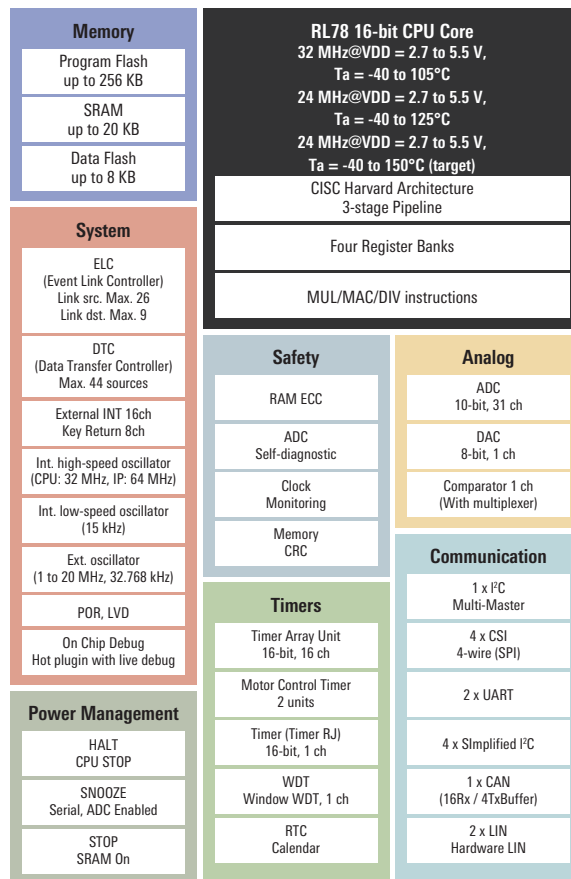 Memory
Program Flash
up to 256 KB
SRAM
up to 20 KB
Data Flash
up to 8 KB
System
ELC
(Event Link Controller)
Link src. Max. 26
Link dst. Max. 9
DTC
(Data Transfer Controller)
Max. 44 sources
External INT 16ch
Key Return 8ch
Int. high-speed oscillator
(CPU: 32 MHz, IP: 64 MHz)
Int. low-speed oscillator
(15 kHz)
Ext. oscillator
(1 to 20 MHz, 32.768 kHz)
POR, LVD
On Chip Debug
Hot plugin with live debug
Power Management
HALT
CPU STOP
SNOOZE
Serial, ADC Enabled
STOP
SRAM On
RL78 16-bit CPU Core
32 MHz@VDD = 2.7 to 5.5 V,
Ta = -40 to 105°C
24 MHz@VDD = 2.7 to 5.5 V,
Ta = -40 to 125°C
24 MHz@VDD = 2.7 to 5.5 V,
Ta = -40 to 150°C (target)
CISC Harvard Architecture
3-stage Pipeline
Four Register Banks
MUL/MAC/DIV instructions
Safety
RAM ECC
ADC
Self-diagnostic
Clock
Monitoring
Memory
CRC
Timers
Timer Array Unit
16-bit, 16 ch
Motor Control Timer
2 units
Timer (Timer RJ)
16-bit, 1 ch
WDT
Window WDT, 1 ch
RTC
Calendar
Analog
ADC
10-bit, 31 ch
DAC
8-bit, 1 ch
Comparator 1 ch
(With multiplexer)
Communication
1 x I²C
Multi-Master
4 x CSI
4-wire (SPI)
2 x UART
4 x SImplified I²C
1 x CAN
(16Rx / 4TxBuffer)
2 x LIN
Hardware LIN